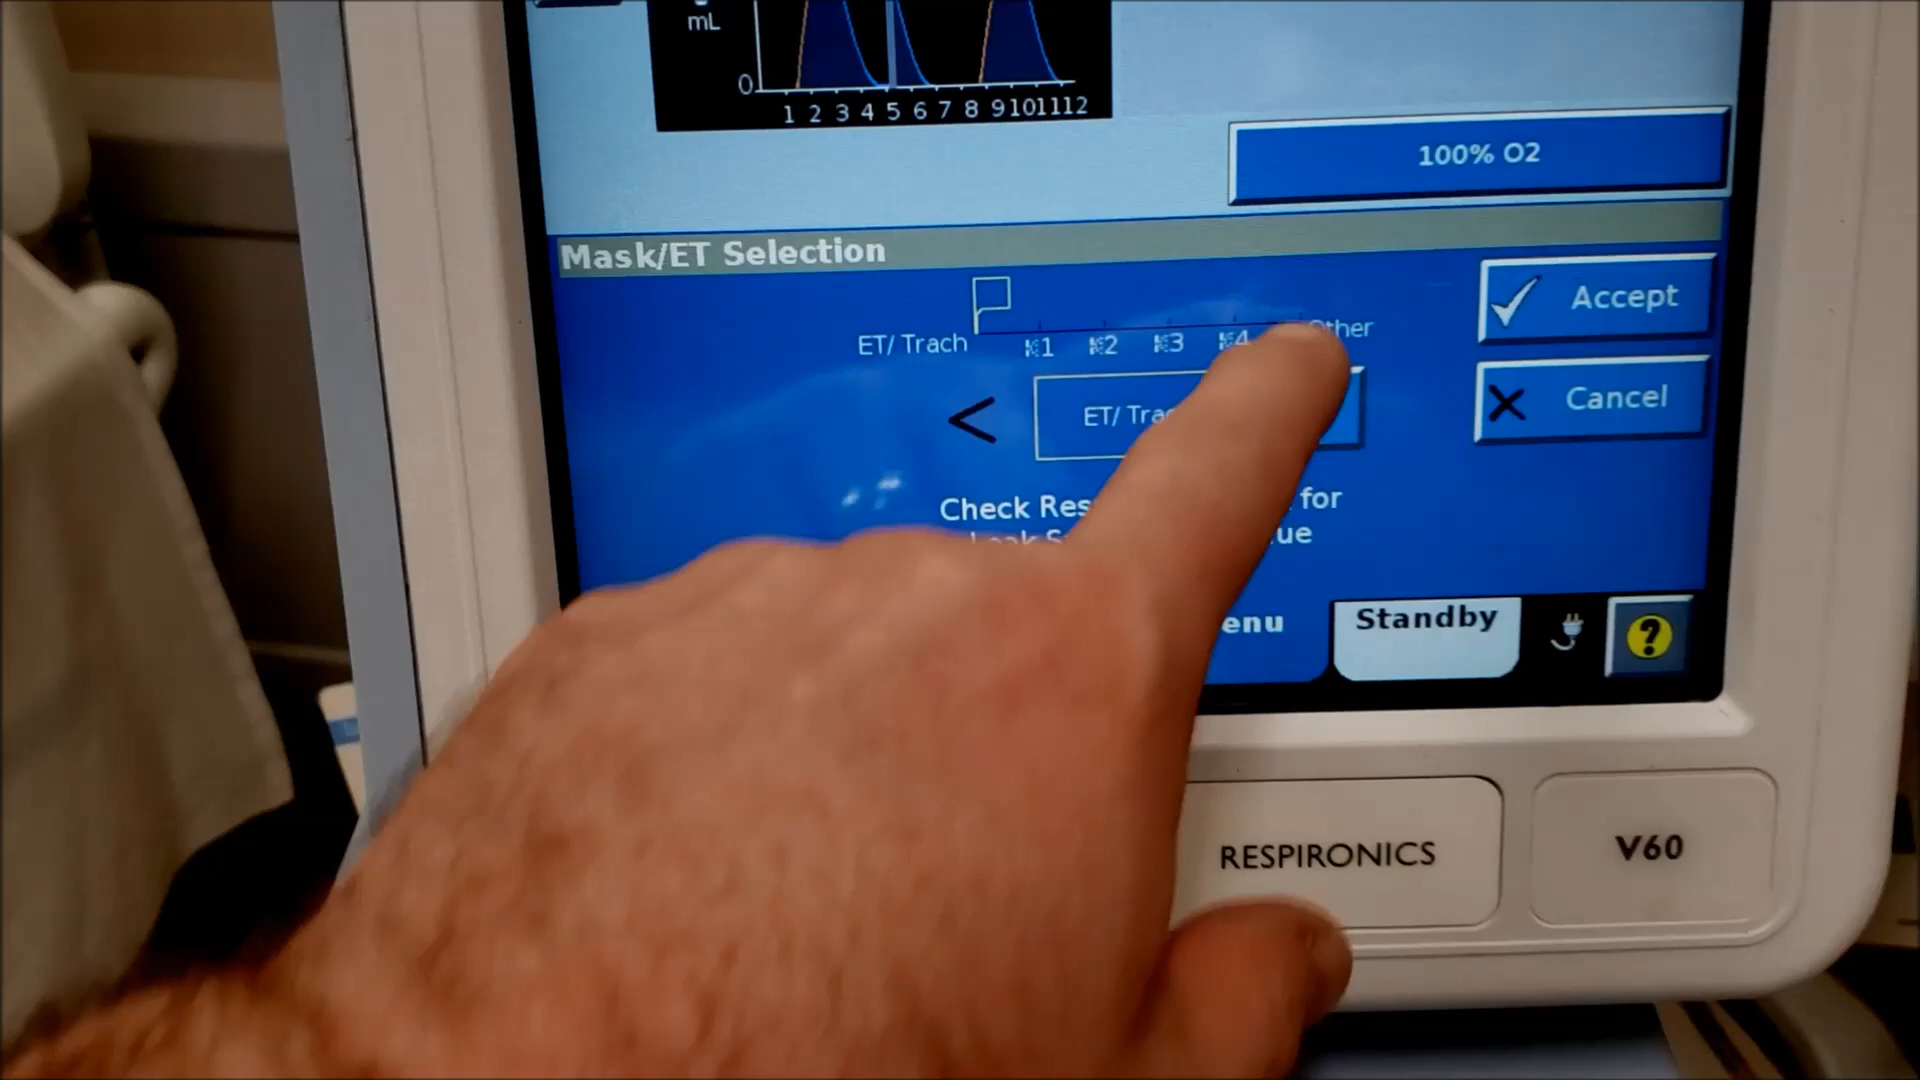 mL
0
1 2 3 4 5 6 7 8 9 10 11 12
100% O2
Mask/ET Selection
ET/ Trach
1 2 3 4 Other
Accept
<
ET/ Tra
Cancel
Check Res for
Leak S ue
enu
Standby
?
RESPIRONICS
V60